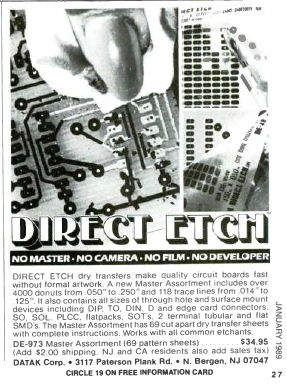 DIRECT ETCH
NO MASTER • NO CAMERA • NO FILM • NO DEVELOPER
DIRECT ETCH dry transfers make quality circuit boards fast
without formal artwork. A new Master Assortment includes over
4000 donuts from .050" to .250" and 118 trace lines from .014" to
.125". It also contains all sizes of through hole and surface mount
devices including DIP, TO, DIN, D and edge card connectors,
SO, SOL, PLCC, flatpacks, SOT's, 2 terminal tubular and flat
SMD's. The Master Assortment has 69 cut apart dry transfer sheets
with complete instructions. Works with all common etchants.
DE-973 Master Assortment (69 pattern sheets) . . . . . . . . $34.95
(Add $2.00 shipping, NJ and CA residents also add sales tax)
DATAK Corp. • 3117 Paterson Plank Rd. • N. Bergen, NJ 07047
CIRCLE 19 ON FREE INFORMATION CARD
JANUARY 1989
27